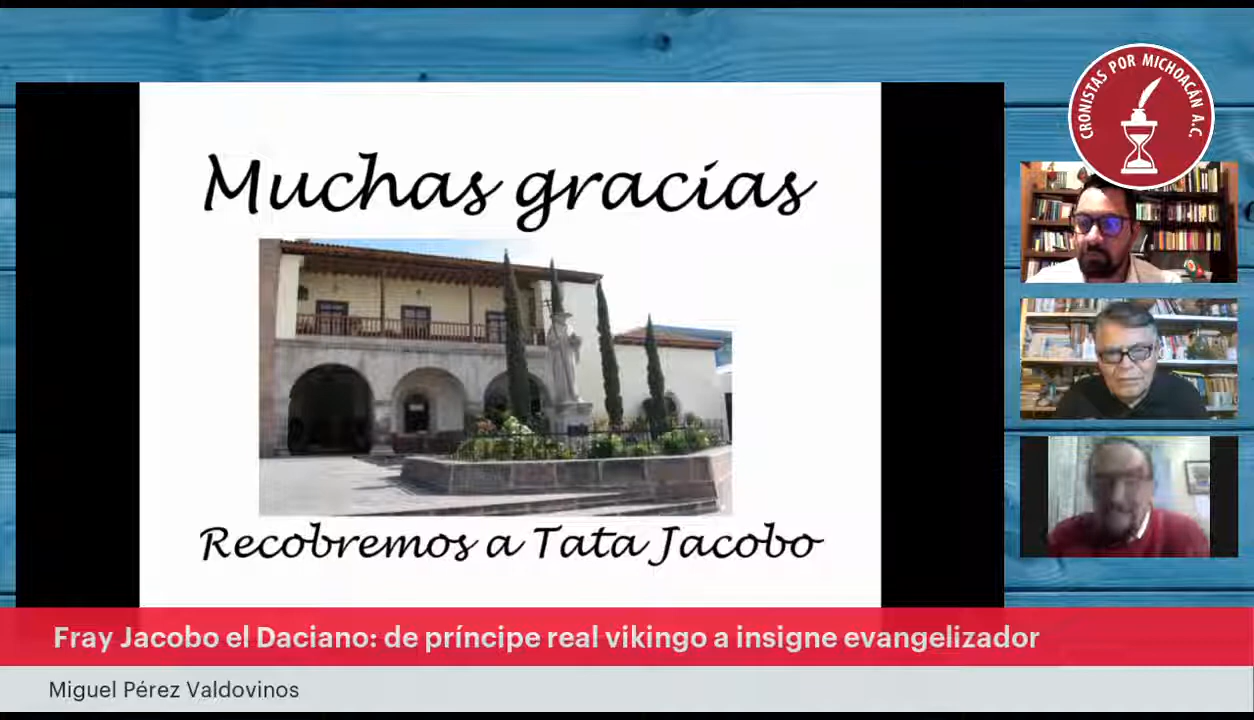 CRONISTAS POR MICHOACÁN A.C.
Muchas gracias
Recobremos a Tata Jacobo
Fray Jacobo el Daciano: de príncipe real vikingo a insigne evangelizador
Miguel Pérez Valdovinos